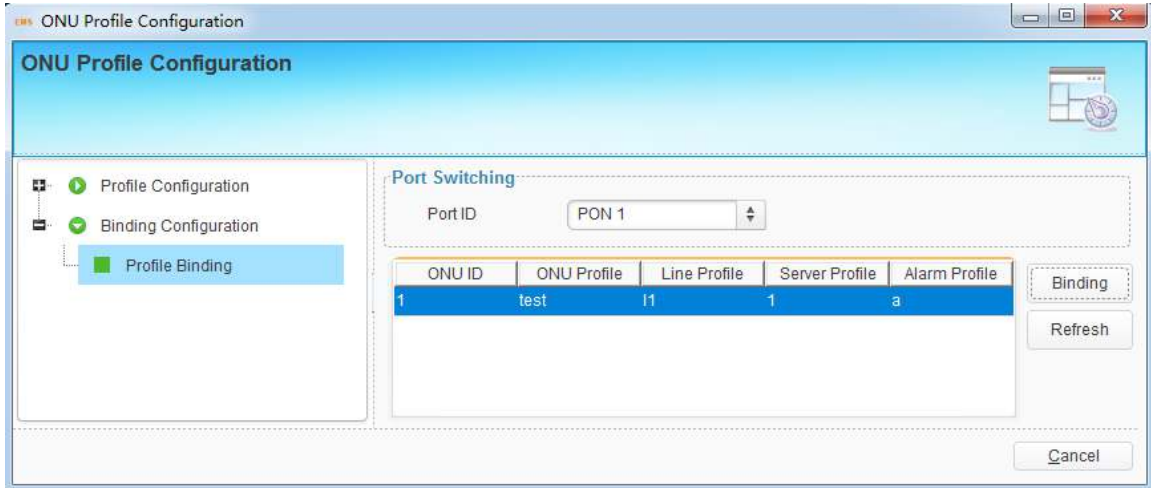 EMS ONU Profile Configuration
ONU Profile Configuration
Profile Configuration
Binding Configuration
Profile Binding
Port Switching
Port ID PON 1
ONU ID ONU Profile Line Profile Server Profile Alarm Profile
1 test l1 1 a
Binding
Refresh
Cancel